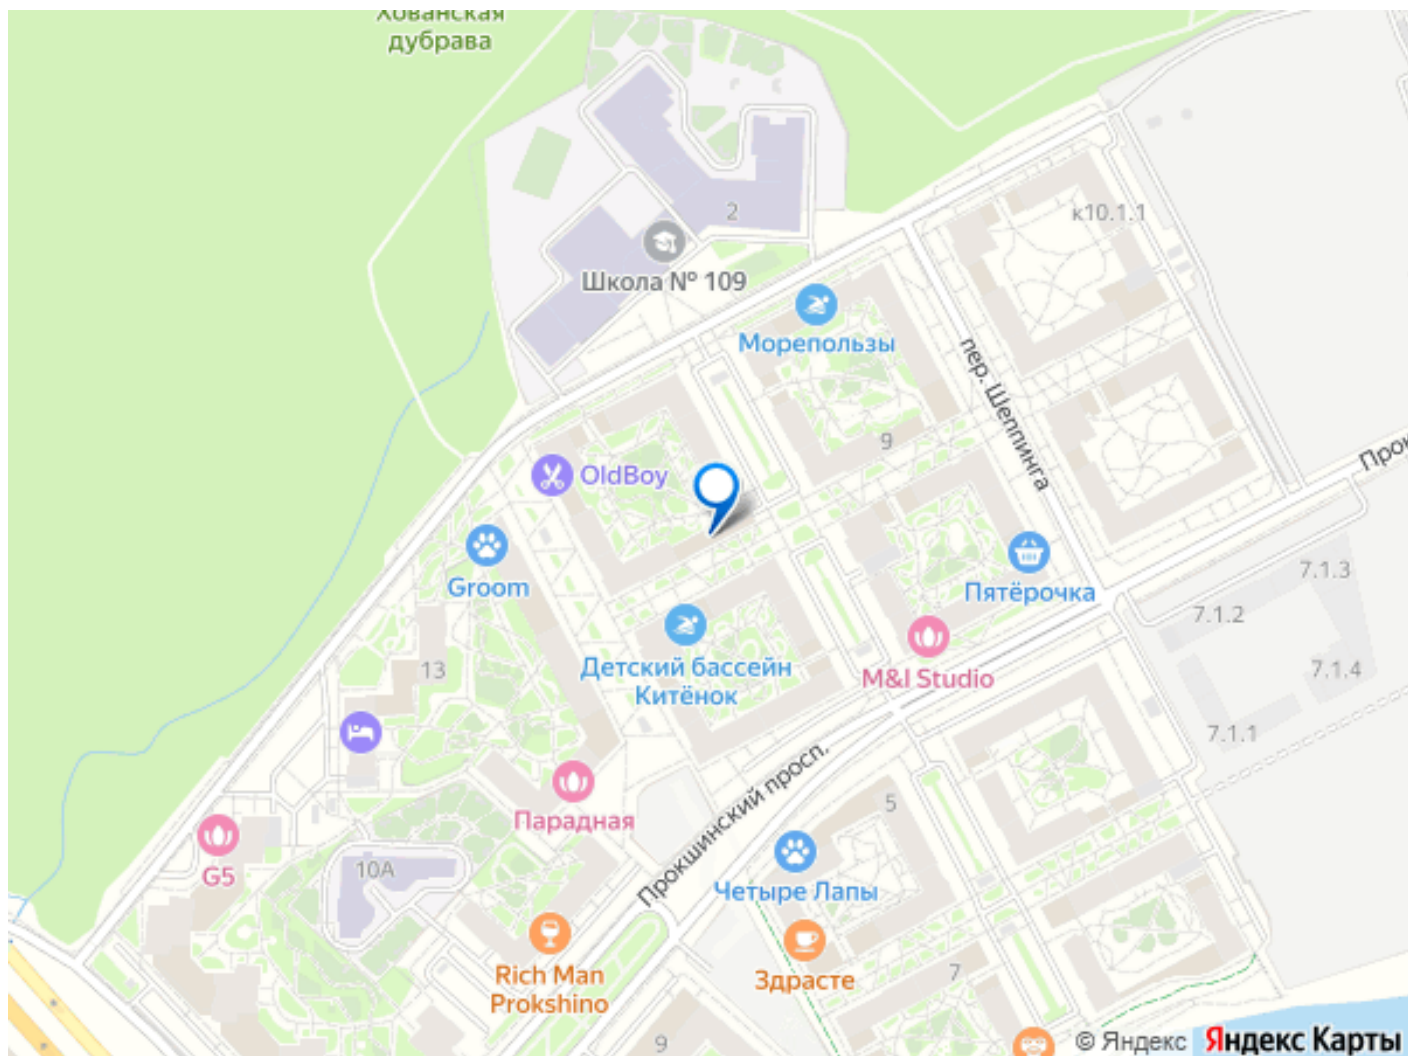 Хованская
дубрава
к10.1.1
2
Школа № 109
Морепользы
пер. Шеппинга
9
OldBoy
Groom
Пятёрочка
7.1.3
7.1.2
7.1.4
7.1.1
13
Детский бассейн
Китёнок
M&I Studio
Прокшинский просп.
5
Парадная
G5
10А
Четыре Лапы
Rich Man
Prokshino
Здрасте
7
9
© Яндекс Яндекс Карты